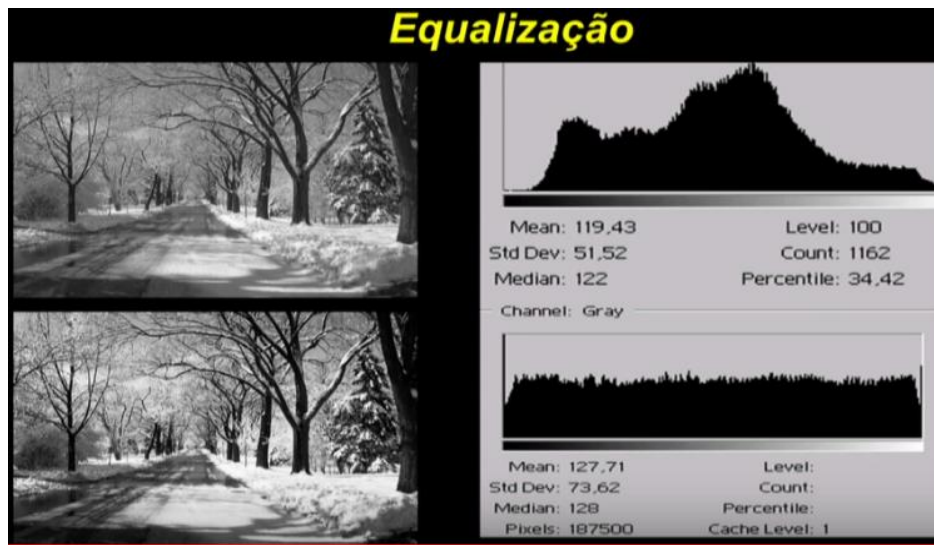 Equalização
Mean: 119,43 Level: 100
Std Dev: 51,52 Count: 1162
Median: 122 Percentile: 34,42
Channel: Gray
Mean: 127,71 Level:
Std Dev: 73,62 Count:
Median: 128 Percentile:
Pixels: 187500 Cache Level: 1